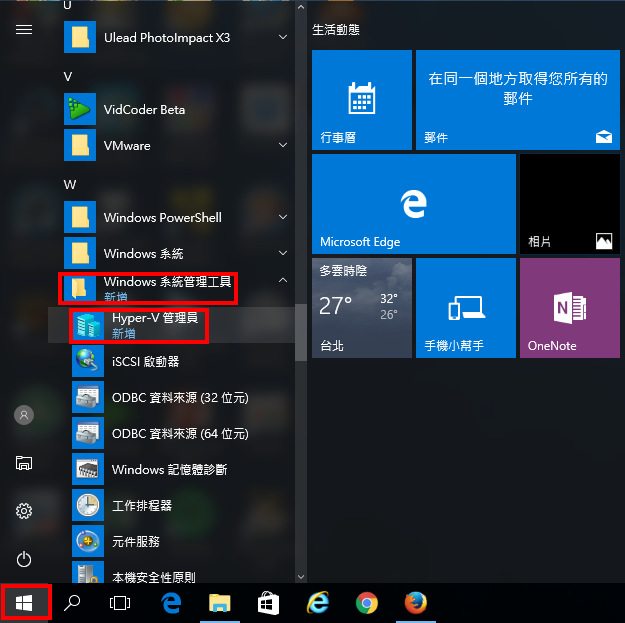 U
Ulead PhotoImpact X3
V
VidCoder Beta
VMware
W
Windows PowerShell
Windows 系統
Windows 系統管理工具
新增
Hyper-V 管理員
新增
iSCSI 啟動器
ODBC 資料來源 (32 位元)
ODBC 資料來源 (64 位元)
Windows 記憶體診斷
工作排程器
元件服務
本機安全性原則
生活動態
行事曆
在同一個地方取得您所有的
郵件
郵件
Microsoft Edge
相片
多雲時陰
27°
32°
26°
台北
手機小幫手
OneNote